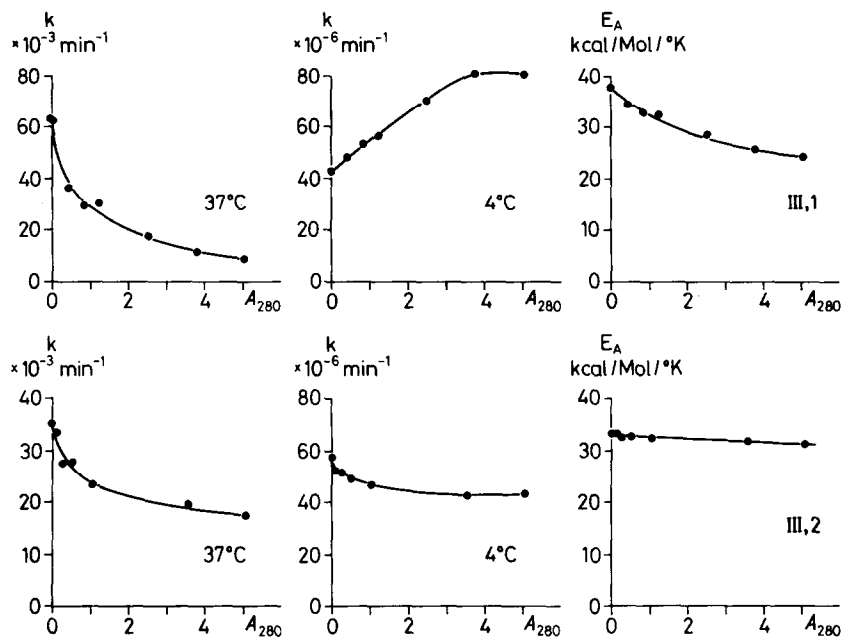 k
×10⁻³ min⁻¹
80
60
40
20
0
0 2 4 A₂₈₀
37°C
k
×10⁻⁶ min⁻¹
80
60
40
20
0
0 2 4 A₂₈₀
4°C
E_A
kcal/Mol/°K
40
30
20
10
0
0 2 4 A₂₈₀
III,1
k
×10⁻³ min⁻¹
40
30
20
10
0
0 2 4 A₂₈₀
37°C
k
×10⁻⁶ min⁻¹
80
60
40
20
0
0 2 4 A₂₈₀
4°C
E_A
kcal/Mol/°K
40
30
20
10
0
0 2 4 A₂₈₀
III,2